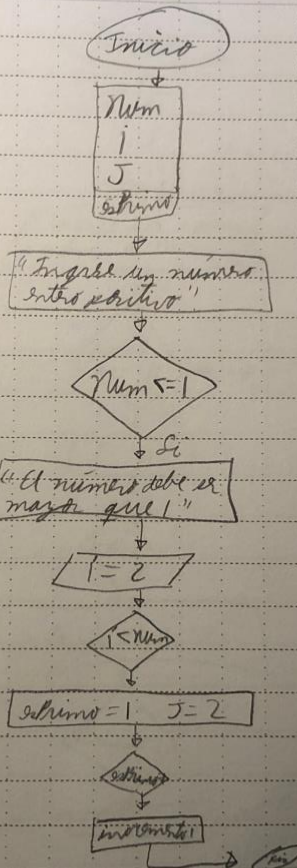 Inicio
Num
i
J
esPrimo
"Ingrese un número
entero positivo"
Num <= 1
Si
"El número debe ser
mayor que 1"
i = 2
i < num
esPrimo = 1 J = 2
esPrimo
incremento i
Fin